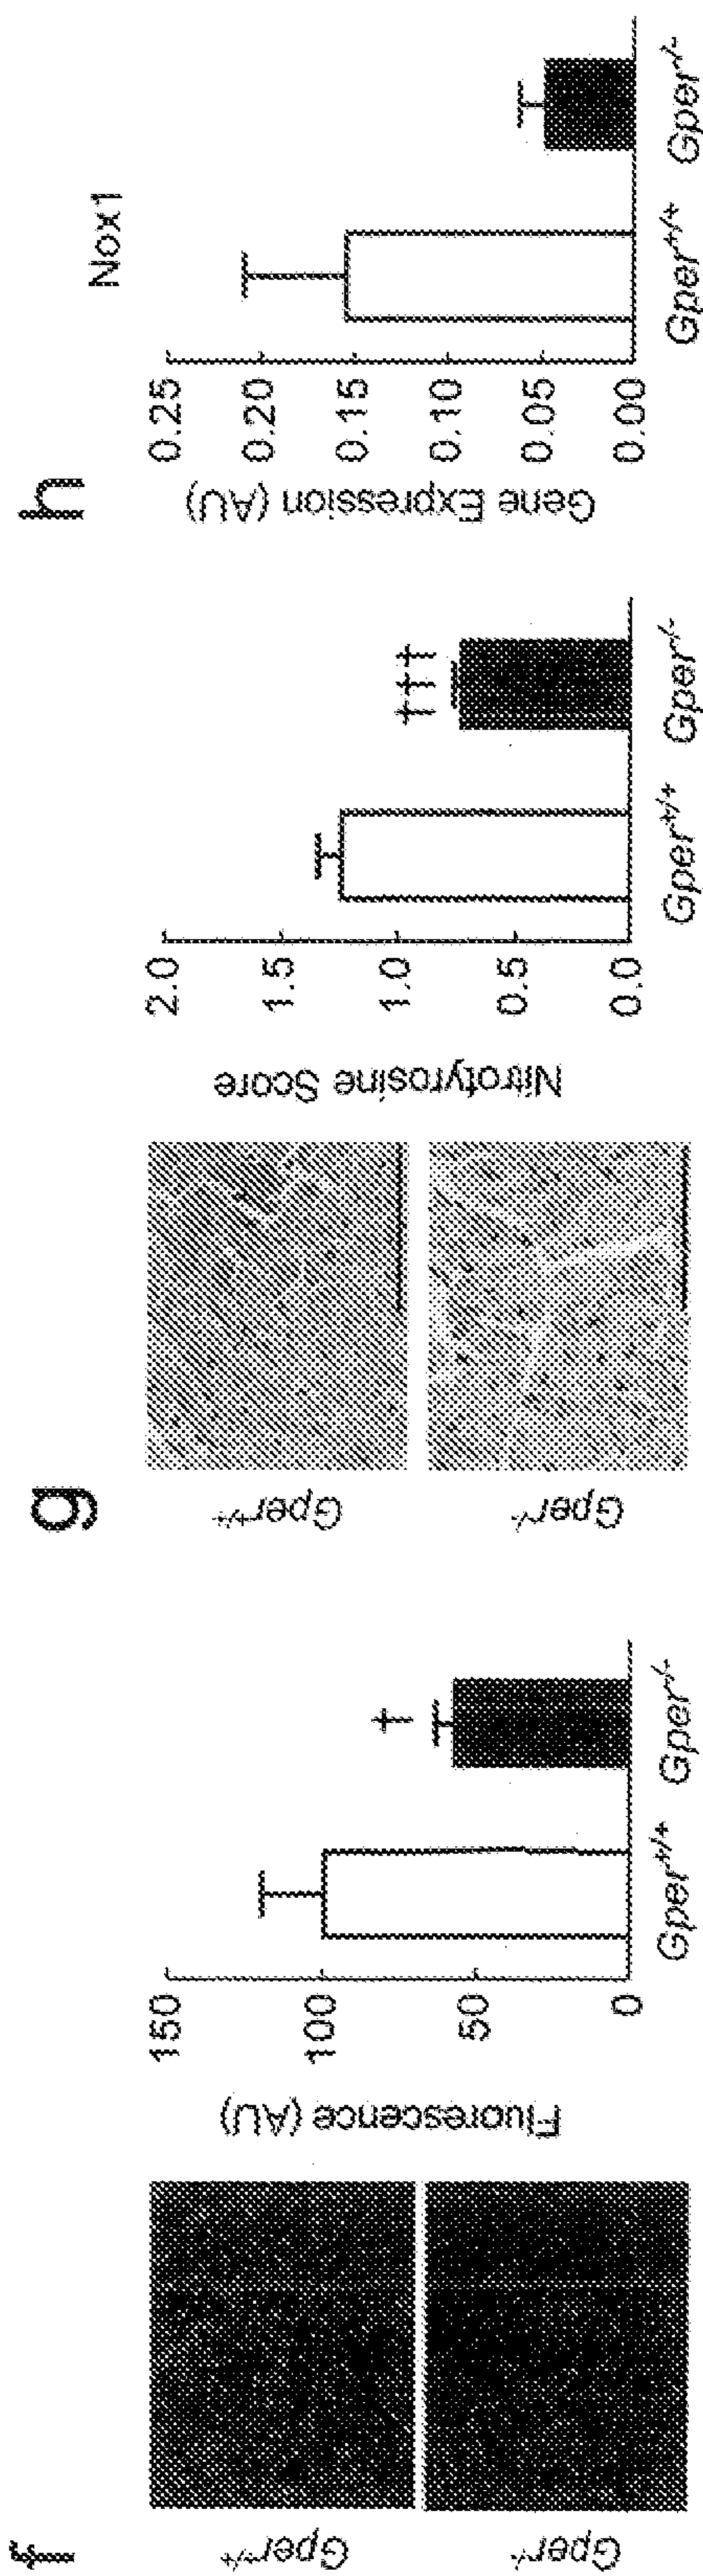 f
Gper+/+
Gper-/-
Fluorescence (AU)
150
100
50
0
†
Gper+/+ Gper-/-
g
Gper+/+
Gper-/-
Nitrotyrosine Score
2.0
1.5
1.0
0.5
0.0
†††
Gper+/+ Gper-/-
h
Nox1
Gene Expression (AU)
0.25
0.20
0.15
0.10
0.05
0.00
Gper+/+ Gper-/-